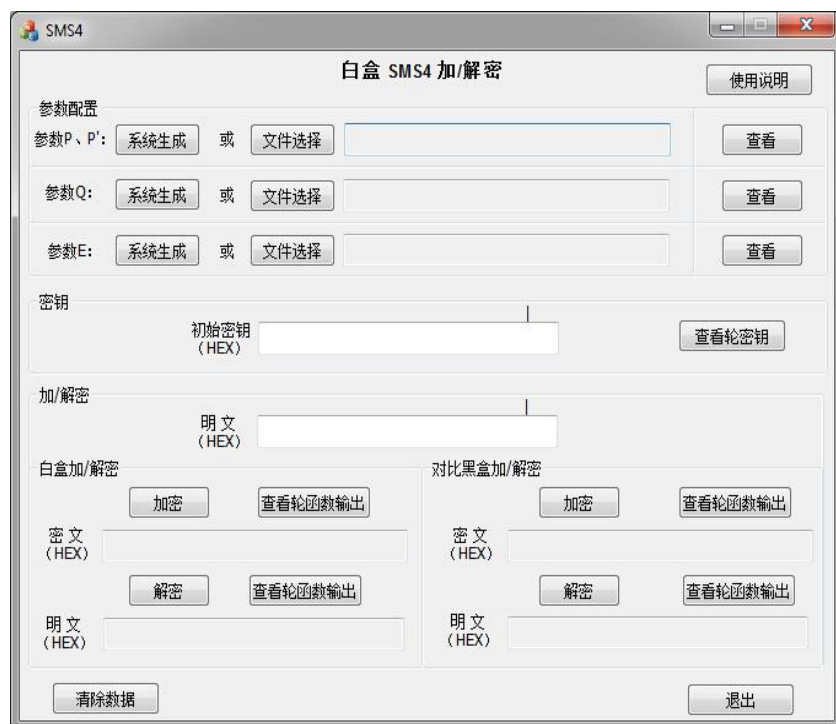 SMS4
白盒 SMS4 加/解密
使用说明
参数配置
参数P、P': 系统生成 或 文件选择 查看
参数Q: 系统生成 或 文件选择 查看
参数E: 系统生成 或 文件选择 查看
密钥
初始密钥
(HEX)
查看轮密钥
加/解密
明文
(HEX)
白盒加/解密
加密 查看轮函数输出
密文
(HEX)
解密 查看轮函数输出
明文
(HEX)
对比黑盒加/解密
加密 查看轮函数输出
密文
(HEX)
解密 查看轮函数输出
明文
(HEX)
清除数据 退出